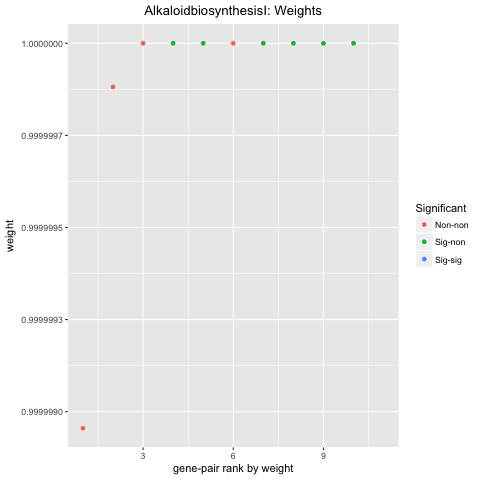 AlkaloidbiosynthesisI: Weights
1.0000000
0.9999997
0.9999995
0.9999993
0.9999990
weight
3 6 9
gene-pair rank by weight
Significant
Non-non
Sig-non
Sig-sig